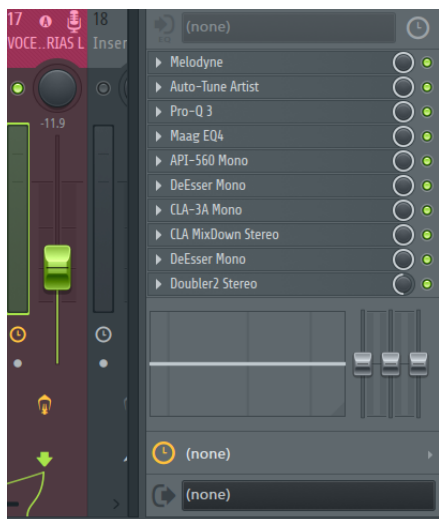 17
18
VOCE..RIAS L
Inser
-11.9
(none)
EQ
Melodyne
Auto-Tune Artist
Pro-Q 3
Maag EQ4
API-560 Mono
DeEsser Mono
CLA-3A Mono
CLA MixDown Stereo
DeEsser Mono
Doubler2 Stereo
(none)
(none)